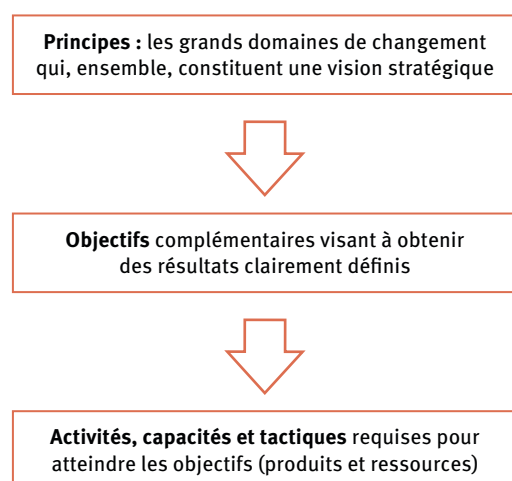 Principes : les grands domaines de changement
qui, ensemble, constituent une vision stratégique
Objectifs complémentaires visant à obtenir
des résultats clairement définis
Activités, capacités et tactiques requises pour
atteindre les objectifs (produits et ressources)